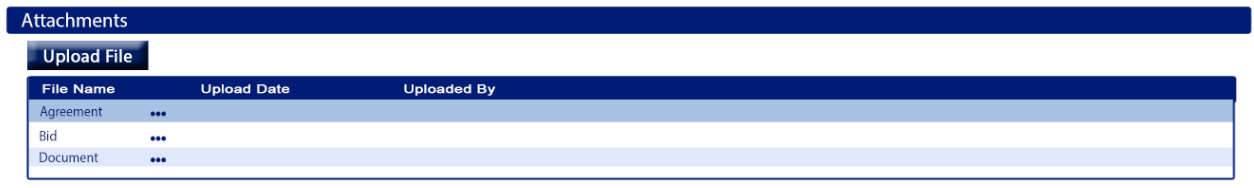 Attachments
Upload File
File Name Upload Date Uploaded By
Agreement •••
Bid •••
Document •••